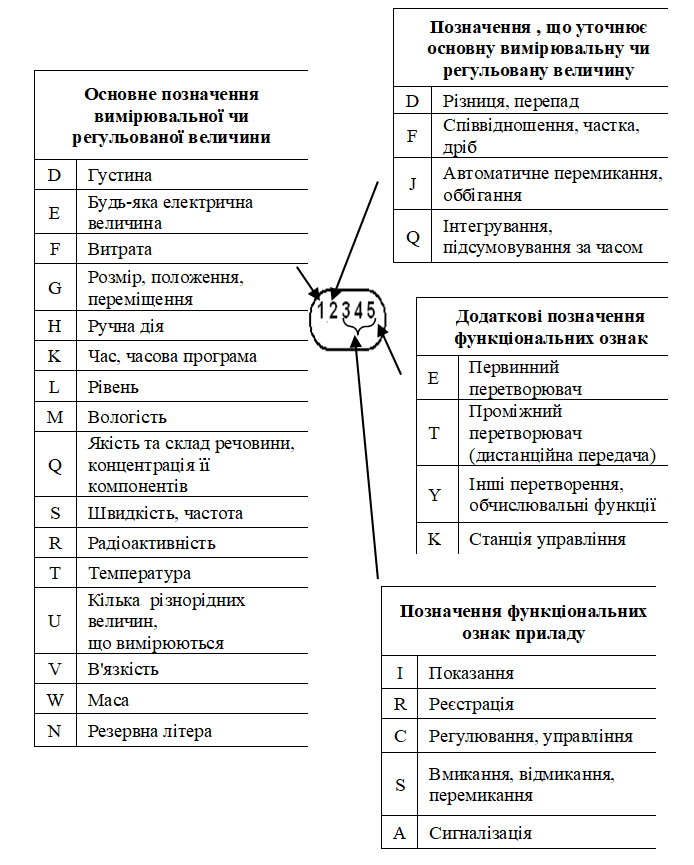 Основне позначення
вимірювальної чи
регульованої величини
D Густина
E Будь-яка електрична
величина
F Витрата
G Розмір, положення,
переміщення
H Ручна дія
K Час, часова програма
L Рівень
M Вологість
Q Якість та склад речовини,
концентрація її
компонентів
S Швидкість, частота
R Радіоактивність
T Температура
U Кілька різнорідних
величин,
що вимірюються
V В'язкість
W Маса
N Резервна літера
12345
Позначення , що уточнює
основну вимірювальну чи
регульовану величину
D Різниця, перепад
F Співвідношення, частка,
дріб
J Автоматичне перемикання,
оббігання
Q Інтегрування,
підсумовування за часом
Додаткові позначення
функціональних ознак
E Первинний
перетворювач
T Проміжний
перетворювач
(дистанційна передача)
Y Інші перетворення,
обчислювальні функції
K Станція управління
Позначення функціональних
ознак приладу
I Показання
R Реєстрація
C Регулювання, управління
S Вмикання, відмикання,
перемикання
A Сигналізація